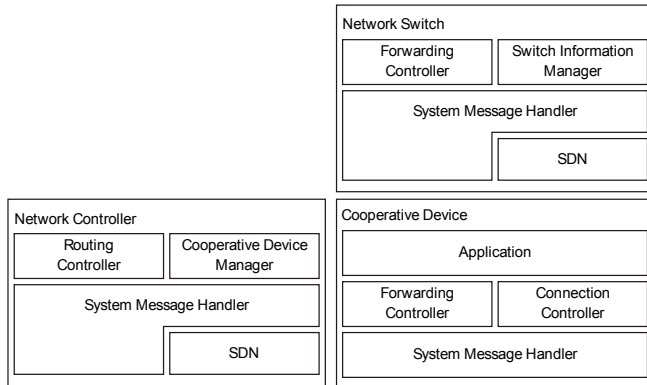 Network Switch
Forwarding
Controller
Switch Information
Manager
System Message Handler
SDN
Network Controller
Routing
Controller
Cooperative Device
Manager
System Message Handler
SDN
Cooperative Device
Application
Forwarding
Controller
Connection
Controller
System Message Handler